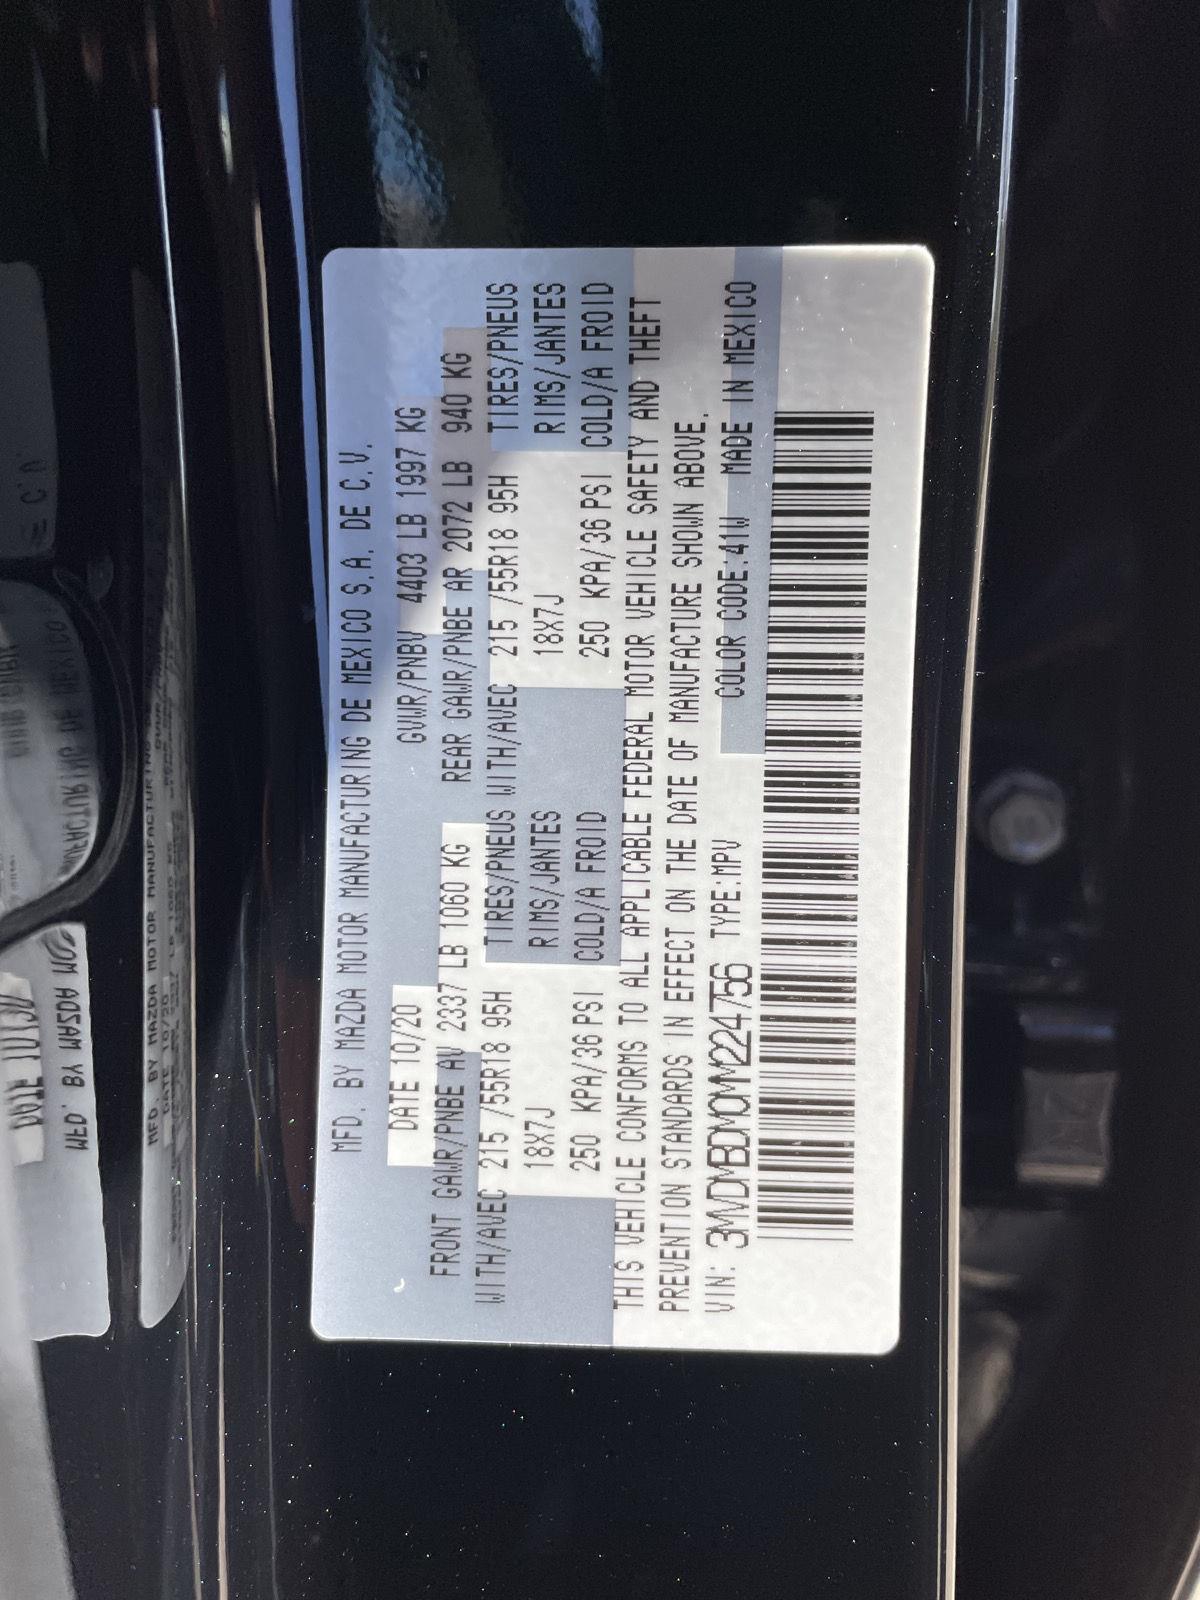 MFD. BY MAZDA MOTOR MANUFACTURING DE MEXICO S.A. DE C.V.
DATE 10/20 GVWR/PNBV 4403 LB 1997 KG
FRONT GAWR/PNBE AV 2337 LB 1060 KG REAR GAWR/PNBE AR 2072 LB 940 KG
WITH/AVEC 215 /55R18 95H TIRES/PNEUS WITH/AVEC 215 /55R18 95H TIRES/PNEUS
18X7J RIMS/JANTES 18X7J RIMS/JANTES
250 KPA/36 PSI COLD/A FROID 250 KPA/36 PSI COLD/A FROID
THIS VEHICLE CONFORMS TO ALL APPLICABLE FEDERAL MOTOR VEHICLE SAFETY AND THEFT
PREVENTION STANDARDS IN EFFECT ON THE DATE OF MANUFACTURE SHOWN ABOVE.
VIN: 3MVDMBDM0MM224756 TYPE:MPV COLOR CODE:41W MADE IN MEXICO